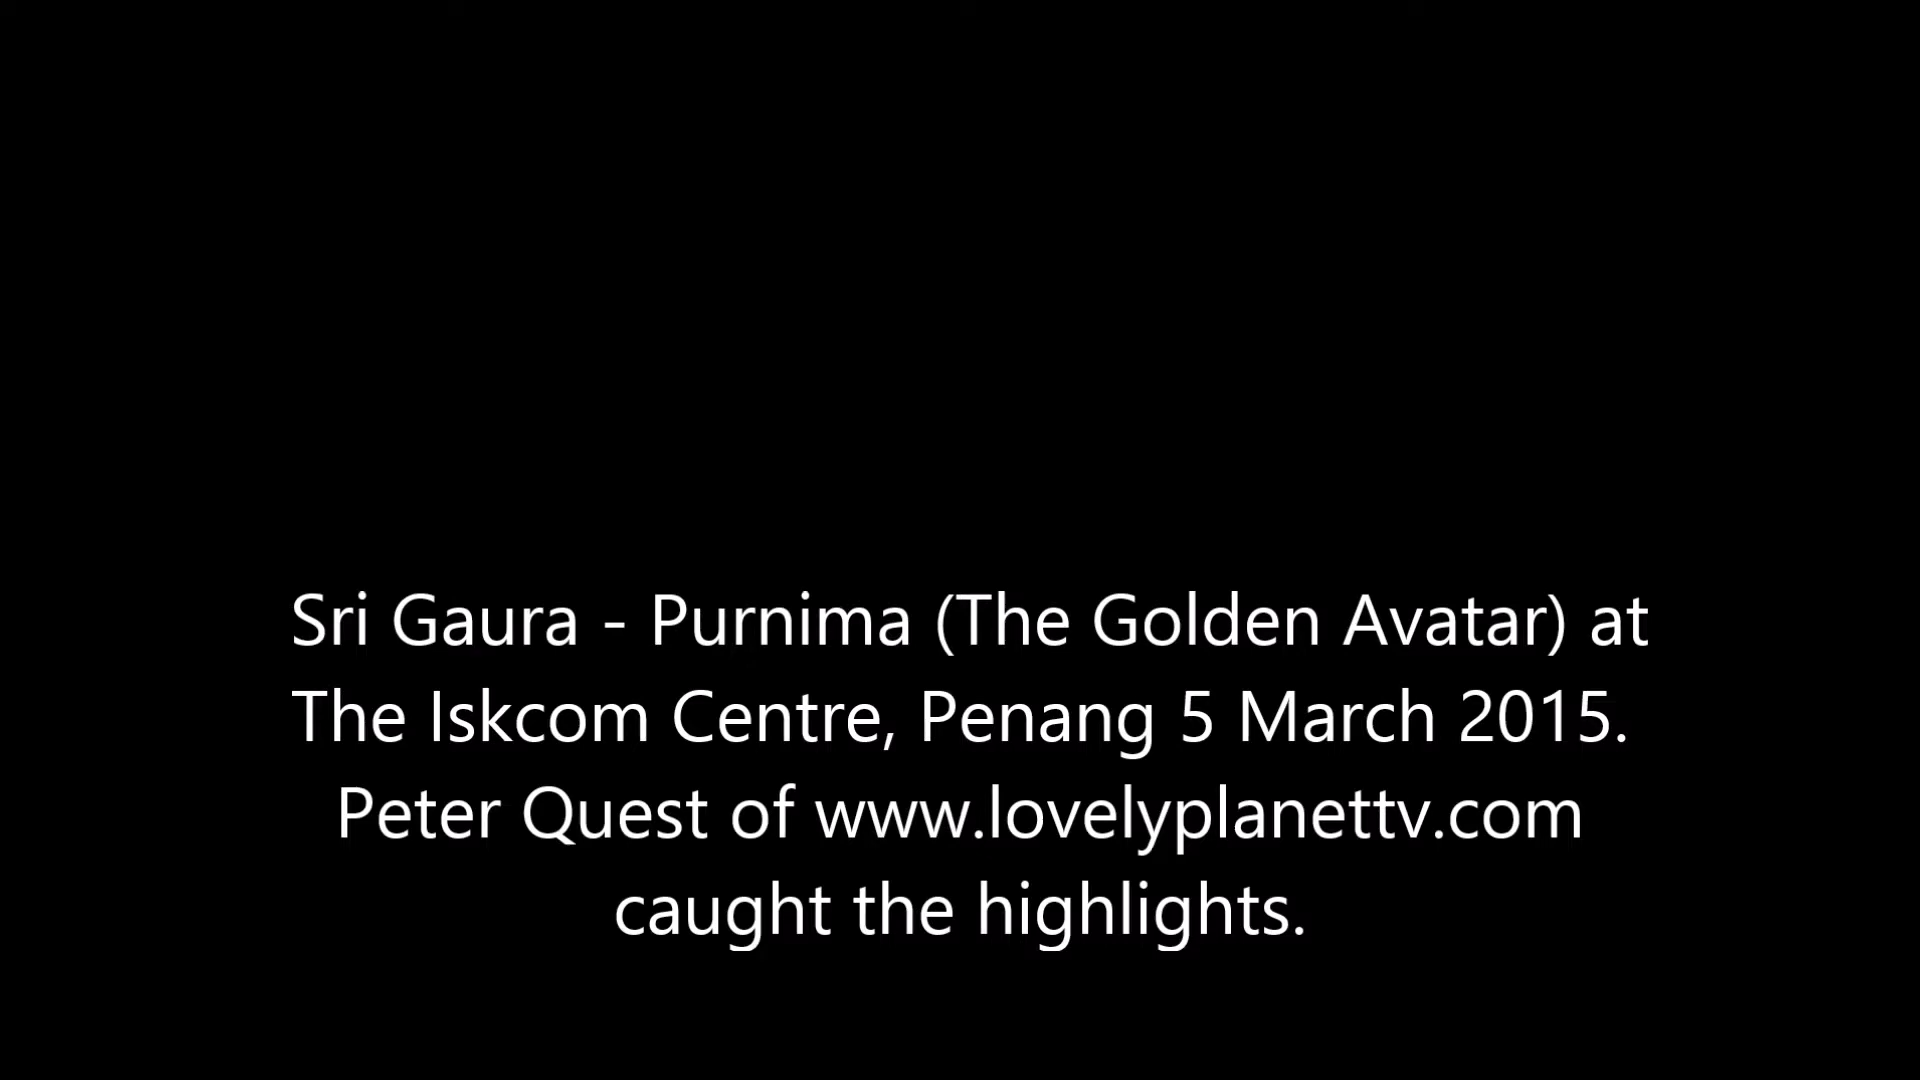 Sri Gaura - Purnima (The Golden Avatar) at
The Iskcom Centre, Penang 5 March 2015.
Peter Quest of www.lovelyplanettv.com
caught the highlights.